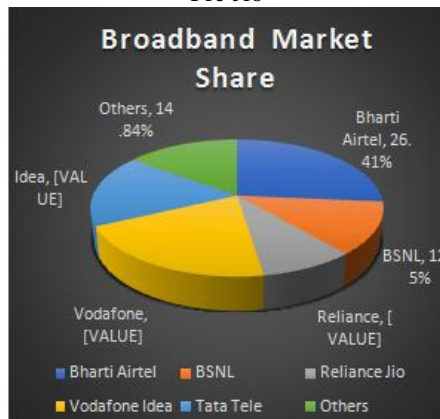 Broadband Market
Share
Others, 14
.84%
Bharti
Airtel, 26.
41%
Idea, [VAL
UE]
BSNL, 12
5%
Vodafone,
[VALUE]
Reliance, [
VALUE]
Bharti Airtel
BSNL
Reliance Jio
Vodafone Idea
Tata Tele
Others